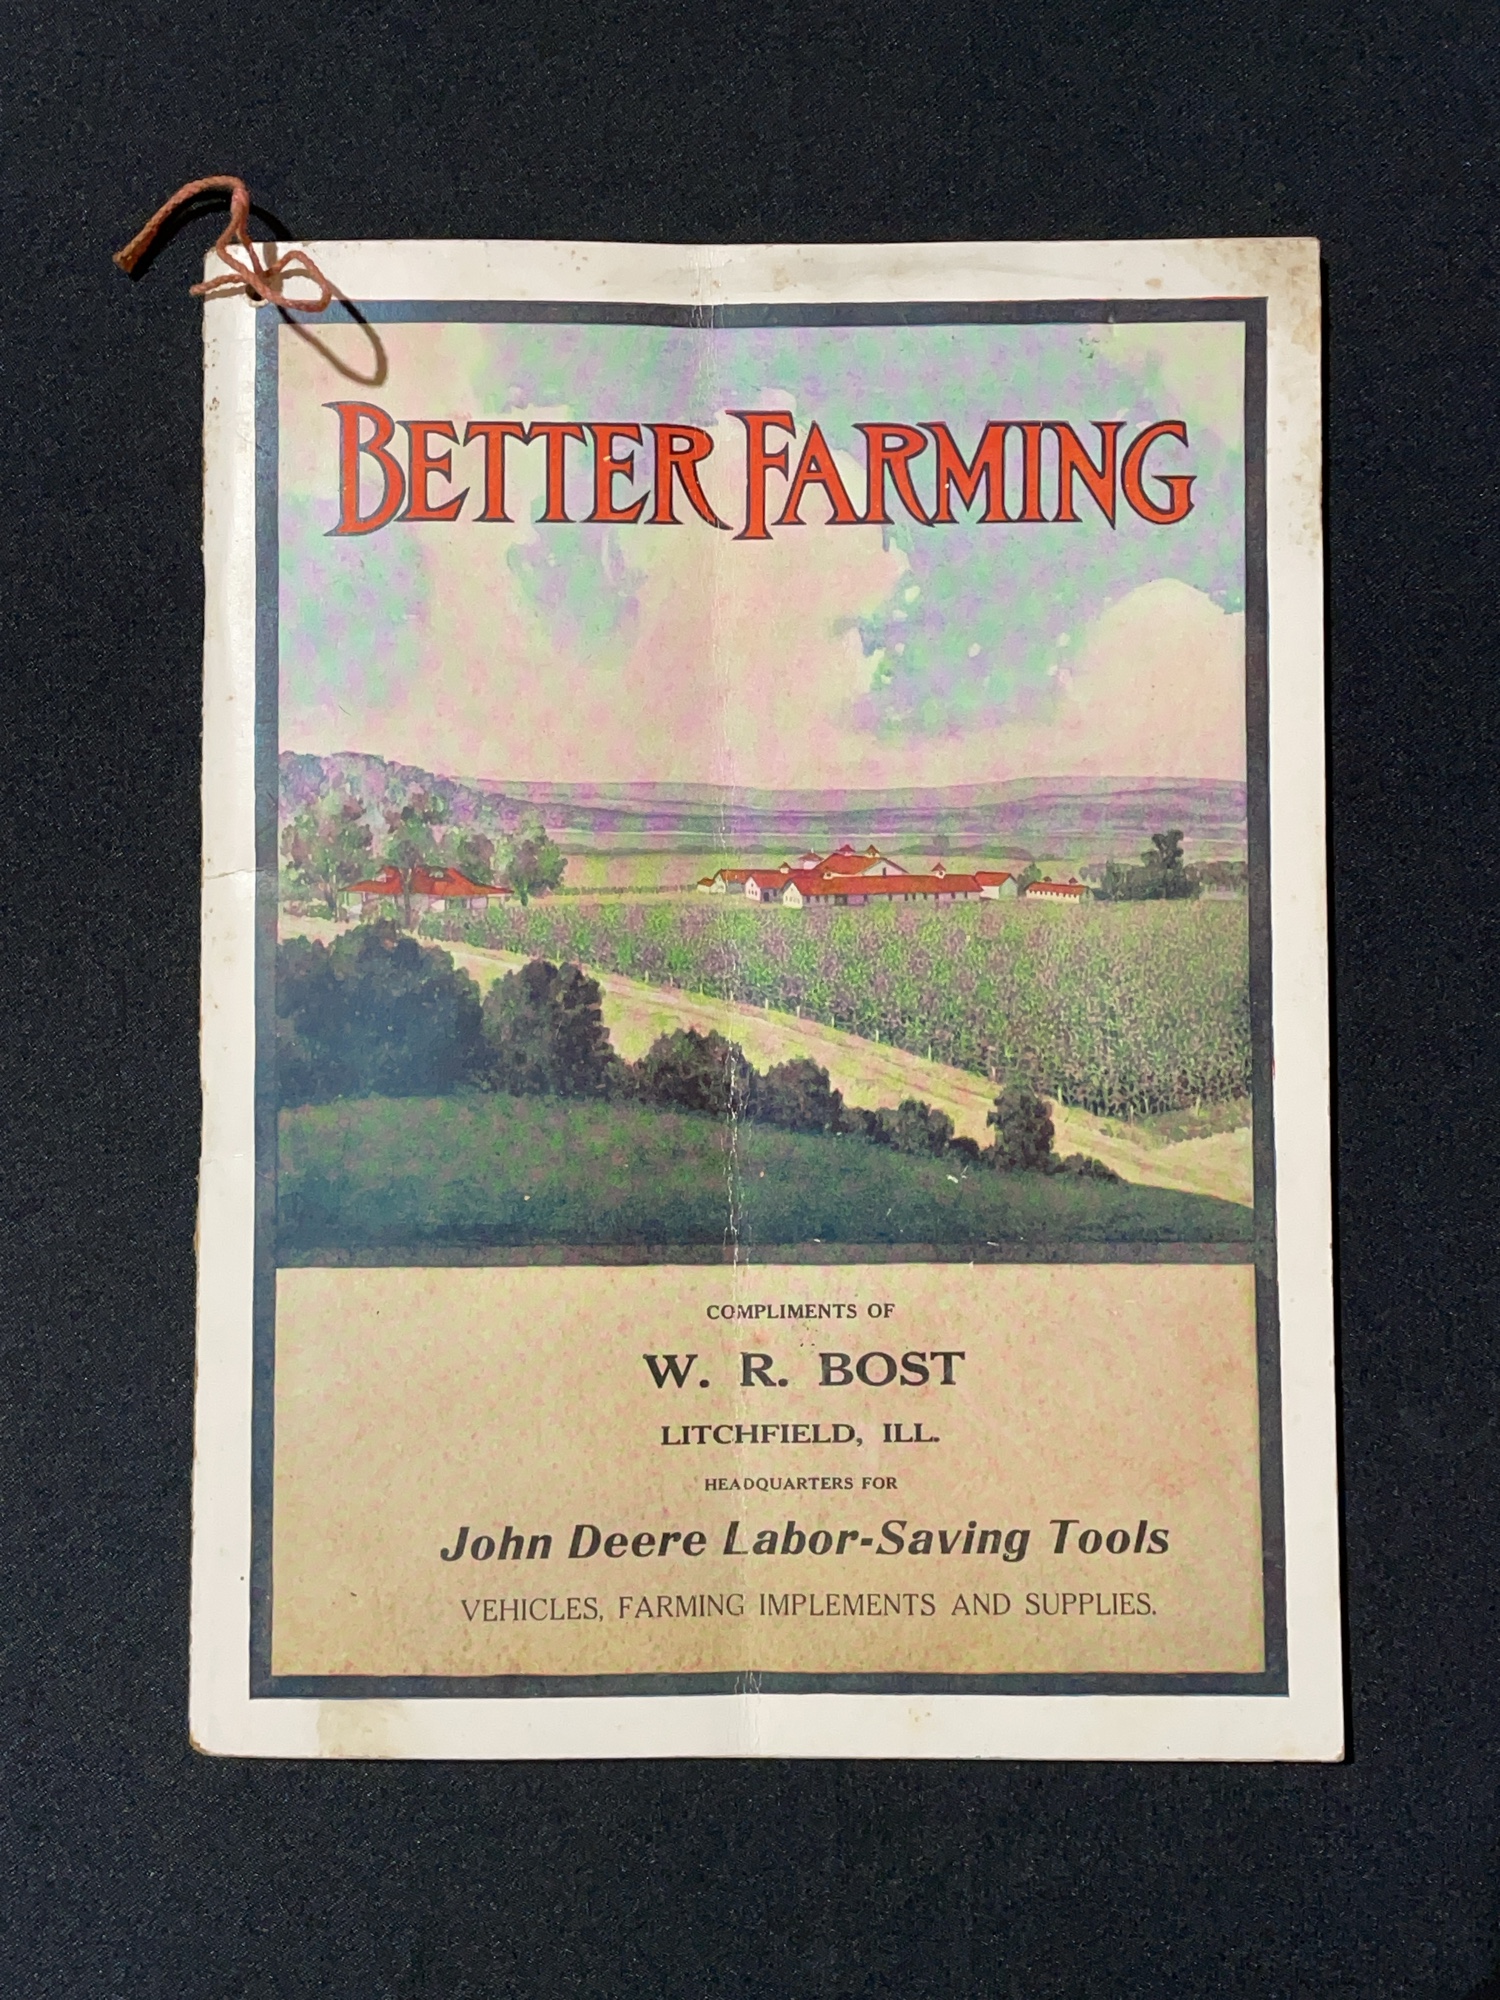 BETTER FARMING
COMPLIMENTS OF
W. R. BOST
LITCHFIELD, ILL.
HEADQUARTERS FOR
John Deere Labor-Saving Tools
VEHICLES, FARMING IMPLEMENTS AND SUPPLIES.